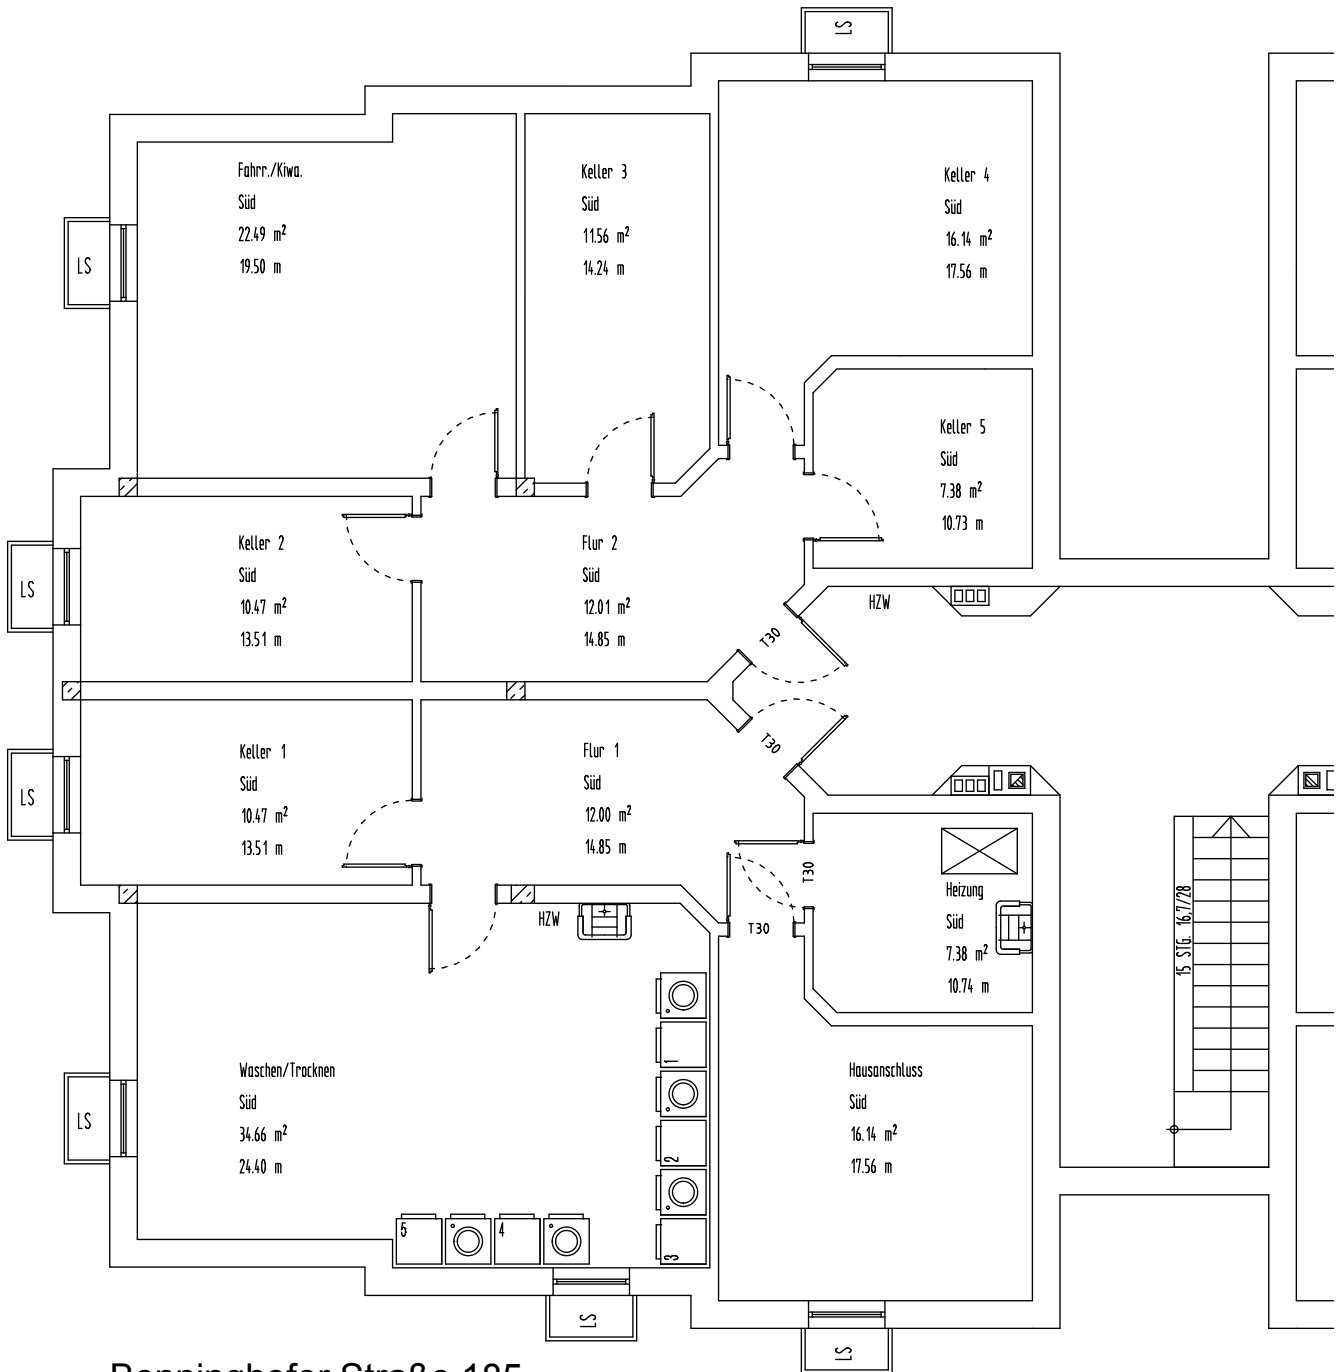 LS
Fahrr./Kiwa.
Süd
22.49 m²
19.50 m
Keller 3
Süd
11.56 m²
14.24 m
Keller 4
Süd
16.14 m²
17.56 m
LS
Keller 5
Süd
7.38 m²
10.73 m
Keller 2
Süd
10.47 m²
13.51 m
Flur 2
Süd
12.01 m²
14.85 m
LS
HZW
T30
T30
Keller 1
Süd
10.47 m²
13.51 m
Flur 1
Süd
12.00 m²
14.85 m
LS
T30
T30
Heizung
Süd
7.38 m²
10.74 m
15 STG. 16,7/28
HZW
Waschen/Trocknen
Süd
34.66 m²
24.40 m
LS
1
2
3
4
5
Hausanschluss
Süd
16.14 m²
17.56 m
LS
LS